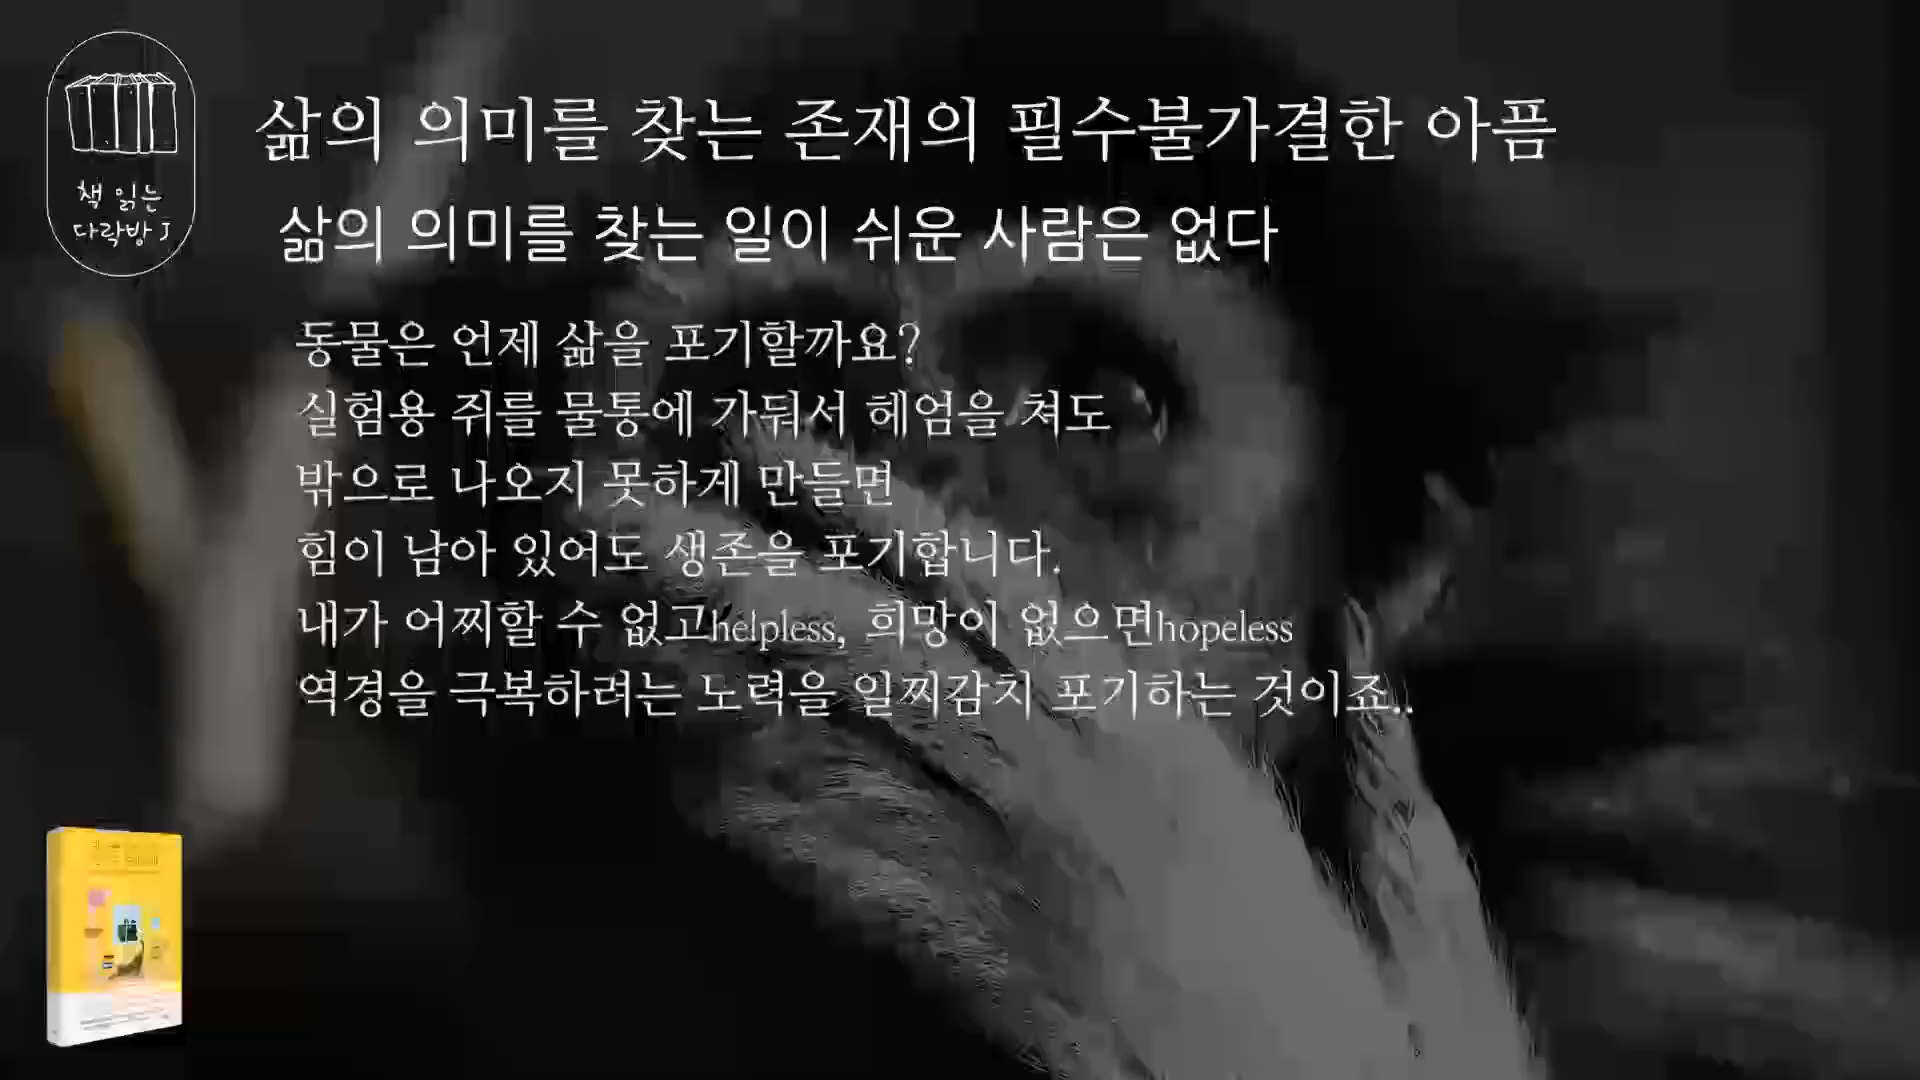 책 읽는
다락방 J
삶의 의미를 찾는 존재의 필수불가결한 아픔
삶의 의미를 찾는 일이 쉬운 사람은 없다
동물은 언제 삶을 포기할까요?
실험용 쥐를 물통에 가둬서 헤엄을 쳐도
밖으로 나오지 못하게 만들면
힘이 남아 있어도 생존을 포기합니다.
내가 어찌할 수 없고helpless, 희망이 없으면hopeless
역경을 극복하려는 노력을 일찌감치 포기하는 것이죠..